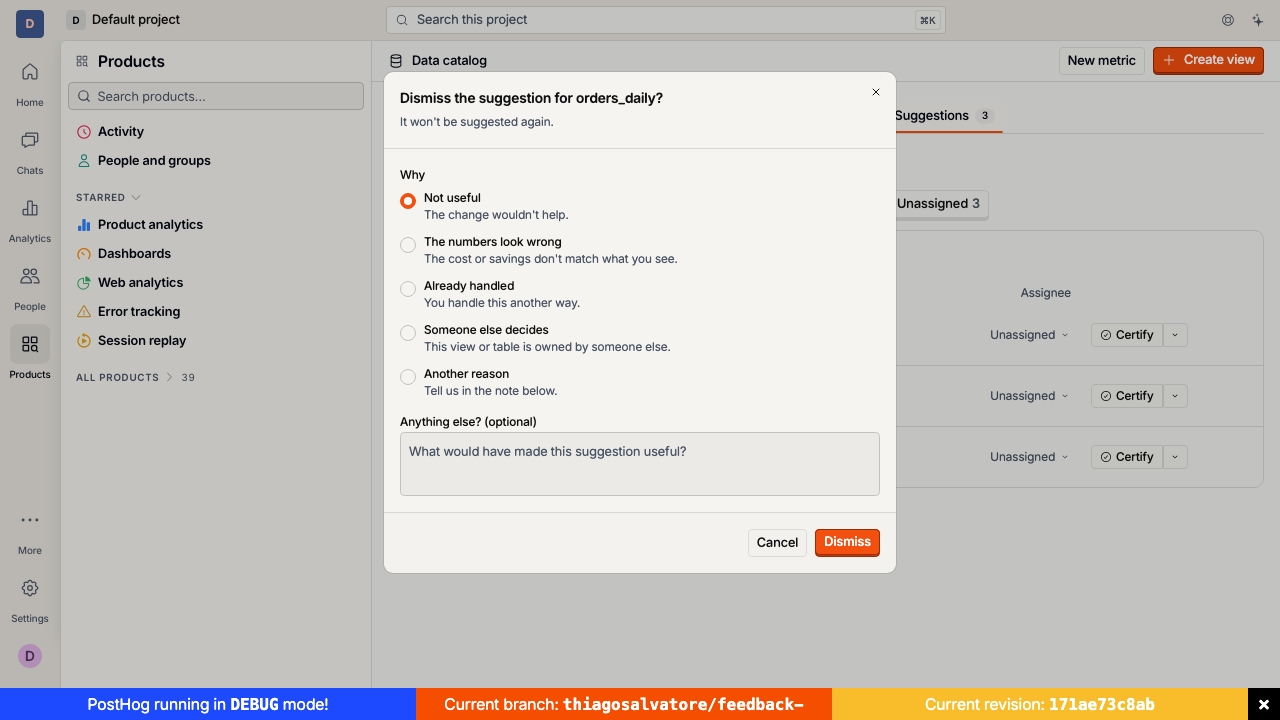 D
D Default project
Search this project
⌘K
Home
Chats
Analytics
People
Products
More
Settings
D
Products
Search products...
Activity
People and groups
STARRED
Product analytics
Dashboards
Web analytics
Error tracking
Session replay
ALL PRODUCTS 39
Data catalog
New metric
Create view
Suggestions 3
Unassigned 3
Assignee
Unassigned Certify
Unassigned Certify
Unassigned Certify
Dismiss the suggestion for orders_daily?
It won't be suggested again.
Why
Not useful
The change wouldn't help.
The numbers look wrong
The cost or savings don't match what you see.
Already handled
You handle this another way.
Someone else decides
This view or table is owned by someone else.
Another reason
Tell us in the note below.
Anything else? (optional)
What would have made this suggestion useful?
Cancel
Dismiss
PostHog running in DEBUG mode!
Current branch: thiagosalvatore/feedback-
Current revision: 171ae73c8ab